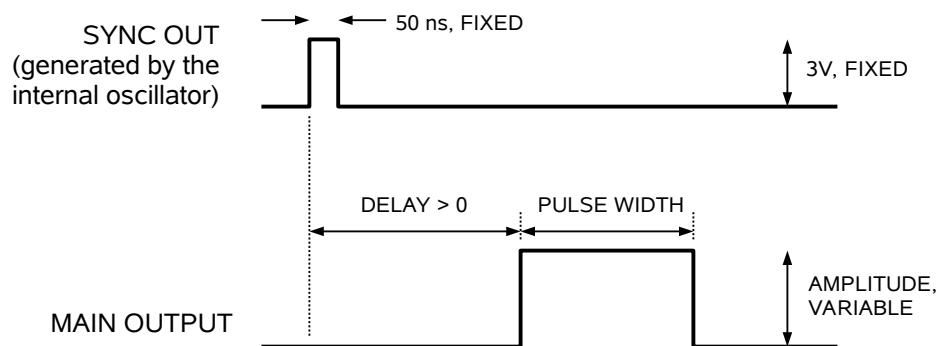 50 ns, FIXED
SYNC OUT
(generated by the
internal oscillator)
3V, FIXED
DELAY > 0
PULSE WIDTH
AMPLITUDE,
VARIABLE
MAIN OUTPUT